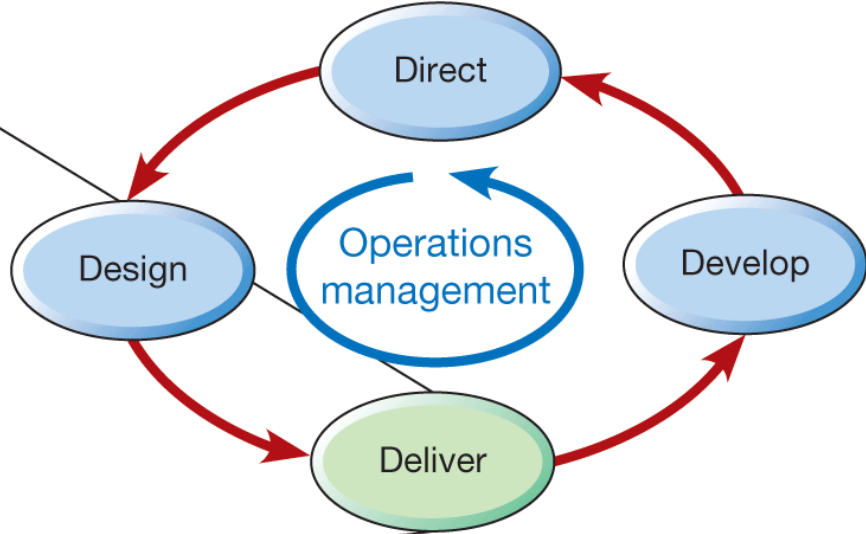 Direct
Operations
management
Design
Develop
Deliver